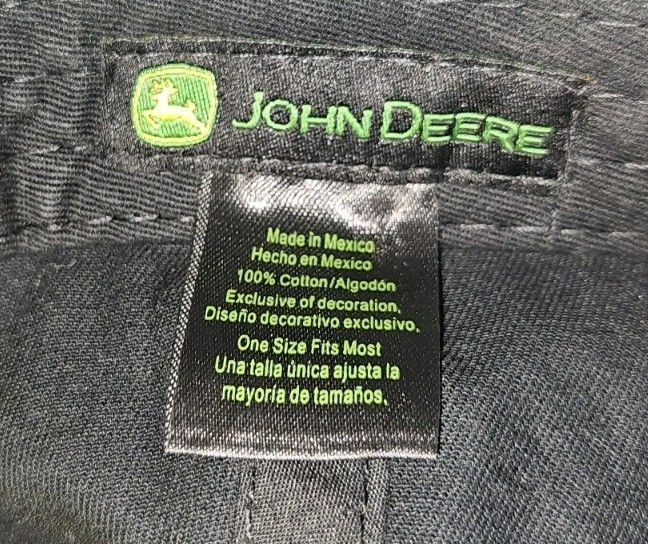 JOHN DEERE
Made in Mexico
Hecho en Mexico
100% Cotton/Algodón
Exclusive of decoration.
Diseño decorativo exclusivo.
One Size Fits Most
Una talla única ajusta la
mayoría de tamaños.